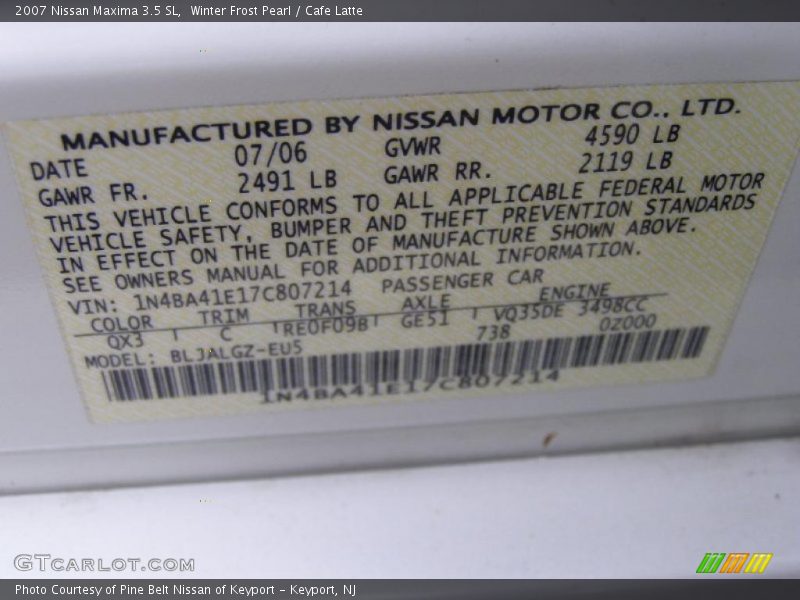 2007 Nissan Maxima 3.5 SL, Winter Frost Pearl / Cafe Latte
MANUFACTURED BY NISSAN MOTOR CO., LTD.
DATE 07/06 GVWR 4590 LB
GAWR FR. 2491 LB GAWR RR. 2119 LB
THIS VEHICLE CONFORMS TO ALL APPLICABLE FEDERAL MOTOR
VEHICLE SAFETY, BUMPER AND THEFT PREVENTION STANDARDS
IN EFFECT ON THE DATE OF MANUFACTURE SHOWN ABOVE.
SEE OWNERS MANUAL FOR ADDITIONAL INFORMATION.
VIN: 1N4BA41E17C807214 PASSENGER CAR
COLOR TRIM TRANS AXLE ENGINE
QX3 C RE0F09B GE51 VQ35DE 3498CC
MODEL: BLJALGZ-EU5 738 0Z000
1N4BA41E17C807214
GTCARLOT.COM
Photo Courtesy of Pine Belt Nissan of Keyport - Keyport, NJ